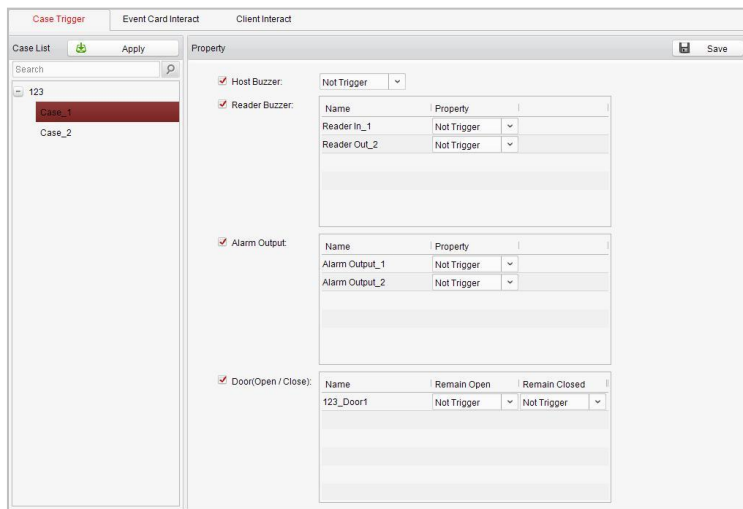 Case Trigger Event Card Interact Client Interact
Case List Apply Property Save
Search
123
Case_1
Case_2
Host Buzzer: Not Trigger
Reader Buzzer:
Name Property
Reader In_1 Not Trigger
Reader Out_2 Not Trigger
Alarm Output:
Name Property
Alarm Output_1 Not Trigger
Alarm Output_2 Not Trigger
Door(Open / Close):
Name Remain Open Remain Closed
123_Door1 Not Trigger Not Trigger